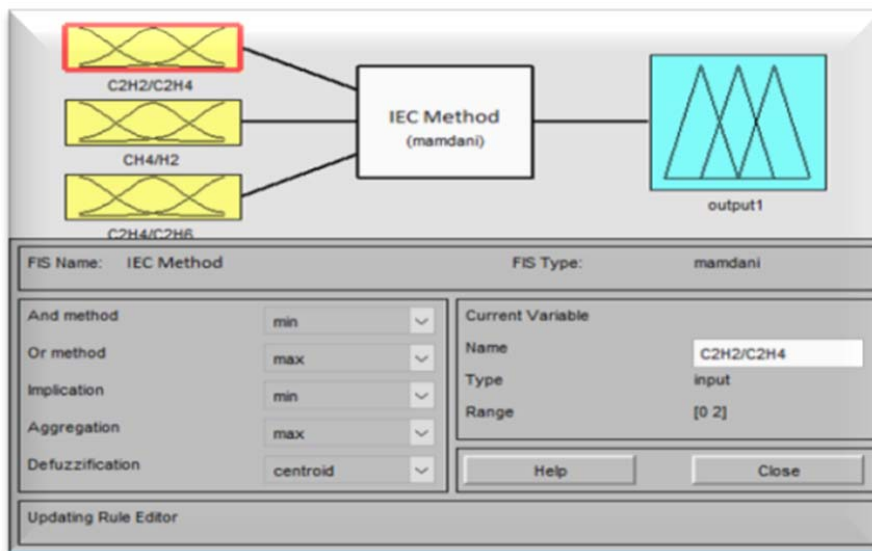 C2H2/C2H4
CH4/H2
C2H4/C2H6
IEC Method
(mamdani)
output1
FIS Name: IEC Method FIS Type: mamdani
And method min
Or method max
Implication min
Aggregation max
Defuzzification centroid
Current Variable
Name C2H2/C2H4
Type input
Range [0 2]
Help Close
Updating Rule Editor